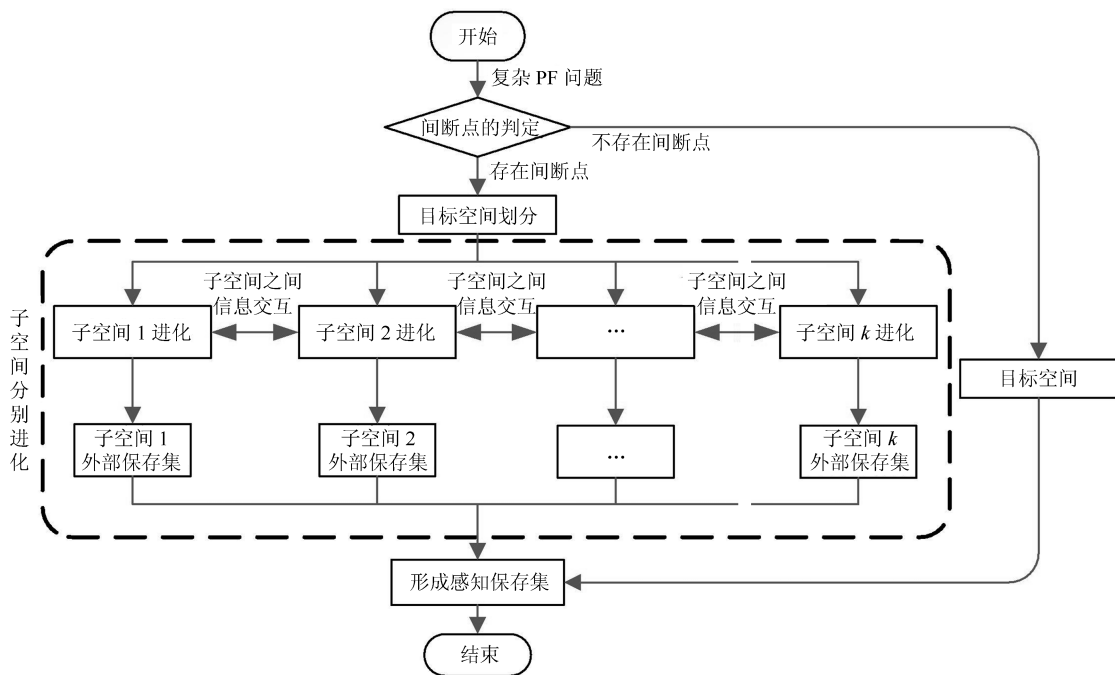 开始
复杂 PF 问题
间断点的判定
不存在间断点
存在间断点
目标空间划分
子空间之间
信息交互
子空间之间
信息交互
子空间之间
信息交互
子空间 1 进化
子空间 2 进化
...
子空间 k 进化
子空间分别进化
目标空间
子空间 1
外部保存集
子空间 2
外部保存集
...
子空间 k
外部保存集
形成感知保存集
结束